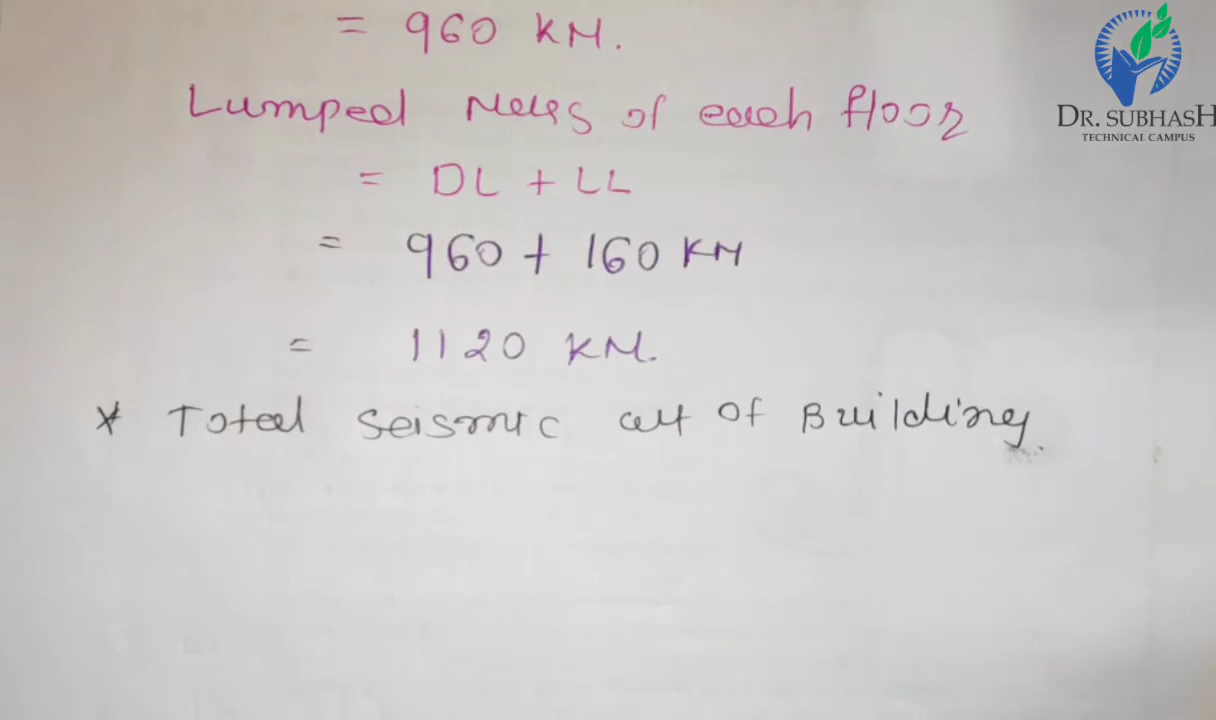 = 960 KN.
DR. SUBHASH
TECHNICAL CAMPUS
Lumped Mass of each floor
= DL + LL
= 960 + 160 KN
= 1120 KN.
* Total Seismic wt of Building.